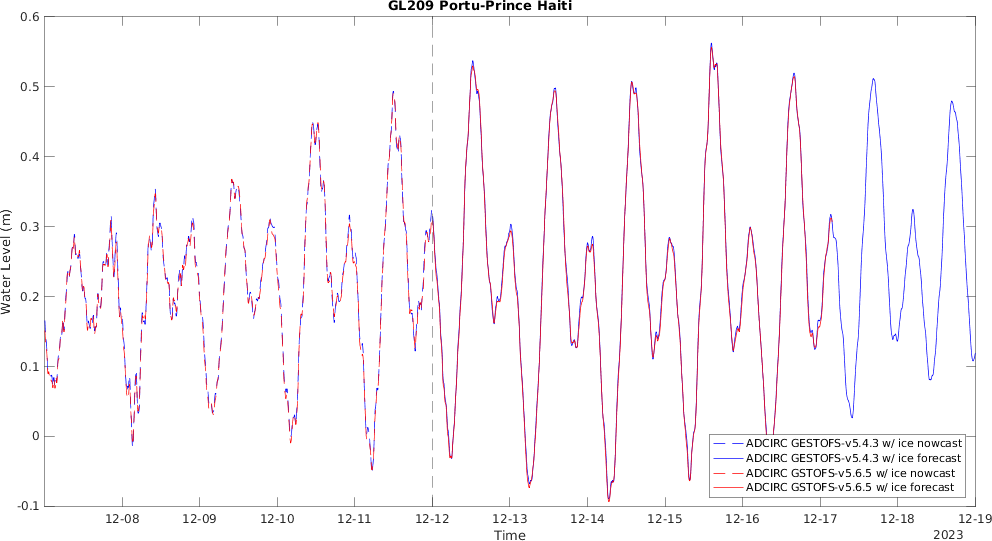 GL209 Portu-Prince Haiti
0.6
0.5
0.4
0.3
0.2
0.1
0
-0.1
Water Level (m)
ADCIRC GESTOFS-v5.4.3 w/ ice nowcast
ADCIRC GESTOFS-v5.4.3 w/ ice forecast
ADCIRC GSTOFS-v5.6.5 w/ ice nowcast
ADCIRC GSTOFS-v5.6.5 w/ ice forecast
12-08 12-09 12-10 12-11 12-12 12-13 12-14 12-15 12-16 12-17 12-18 12-19
Time
2023